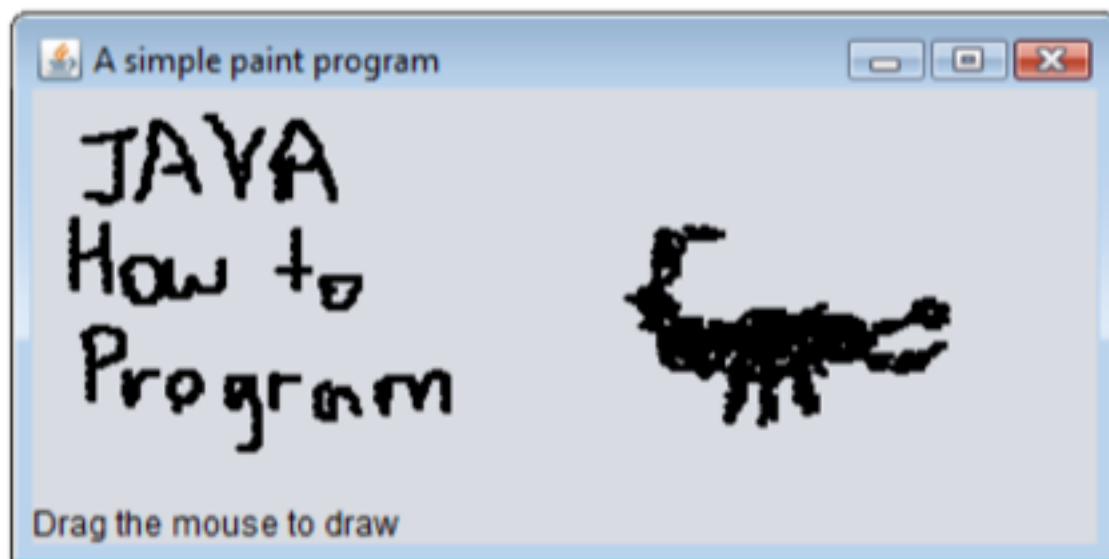 A simple paint program
JAVA
How to
Program
Drag the mouse to draw